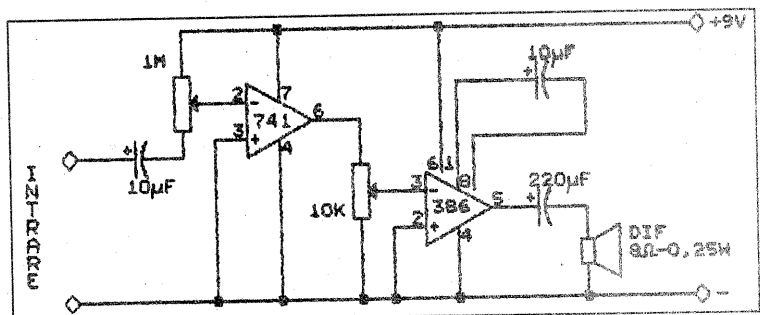 +9V
1M
10µF
2
-
7
741
6
3
+
4
+
10µF
INTRARE
10K
6
1
8
3
-
386
5
2
+
4
+
10µF
220µF
+
DIF
8Ω-0,25W
-